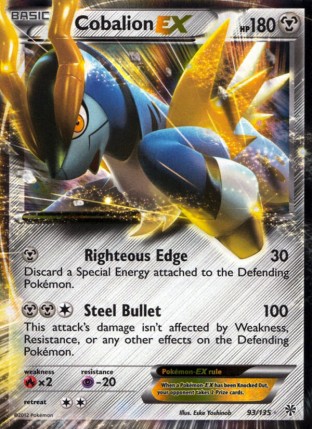 BASIC
Cobalion EX HP180
Righteous Edge 30
Discard a Special Energy attached to the Defending
Pokémon.
Steel Bullet 100
This attack's damage isn't affected by Weakness,
Resistance, or any other effects on the Defending
Pokémon.
weakness resistance Pokémon-EX rule
×2 -20 When a Pokémon-EX has been Knocked Out,
your opponent takes 2 Prize cards.
retreat
©2012 Pokémon Illus. Eske Yoshinob 93/135